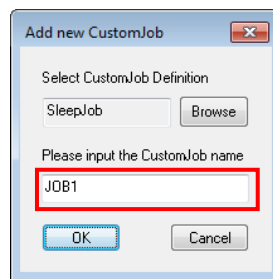 Add new CustomJob
Select CustomJob Definition
SleepJob Browse
Please input the CustomJob name
JOB1
OK Cancel